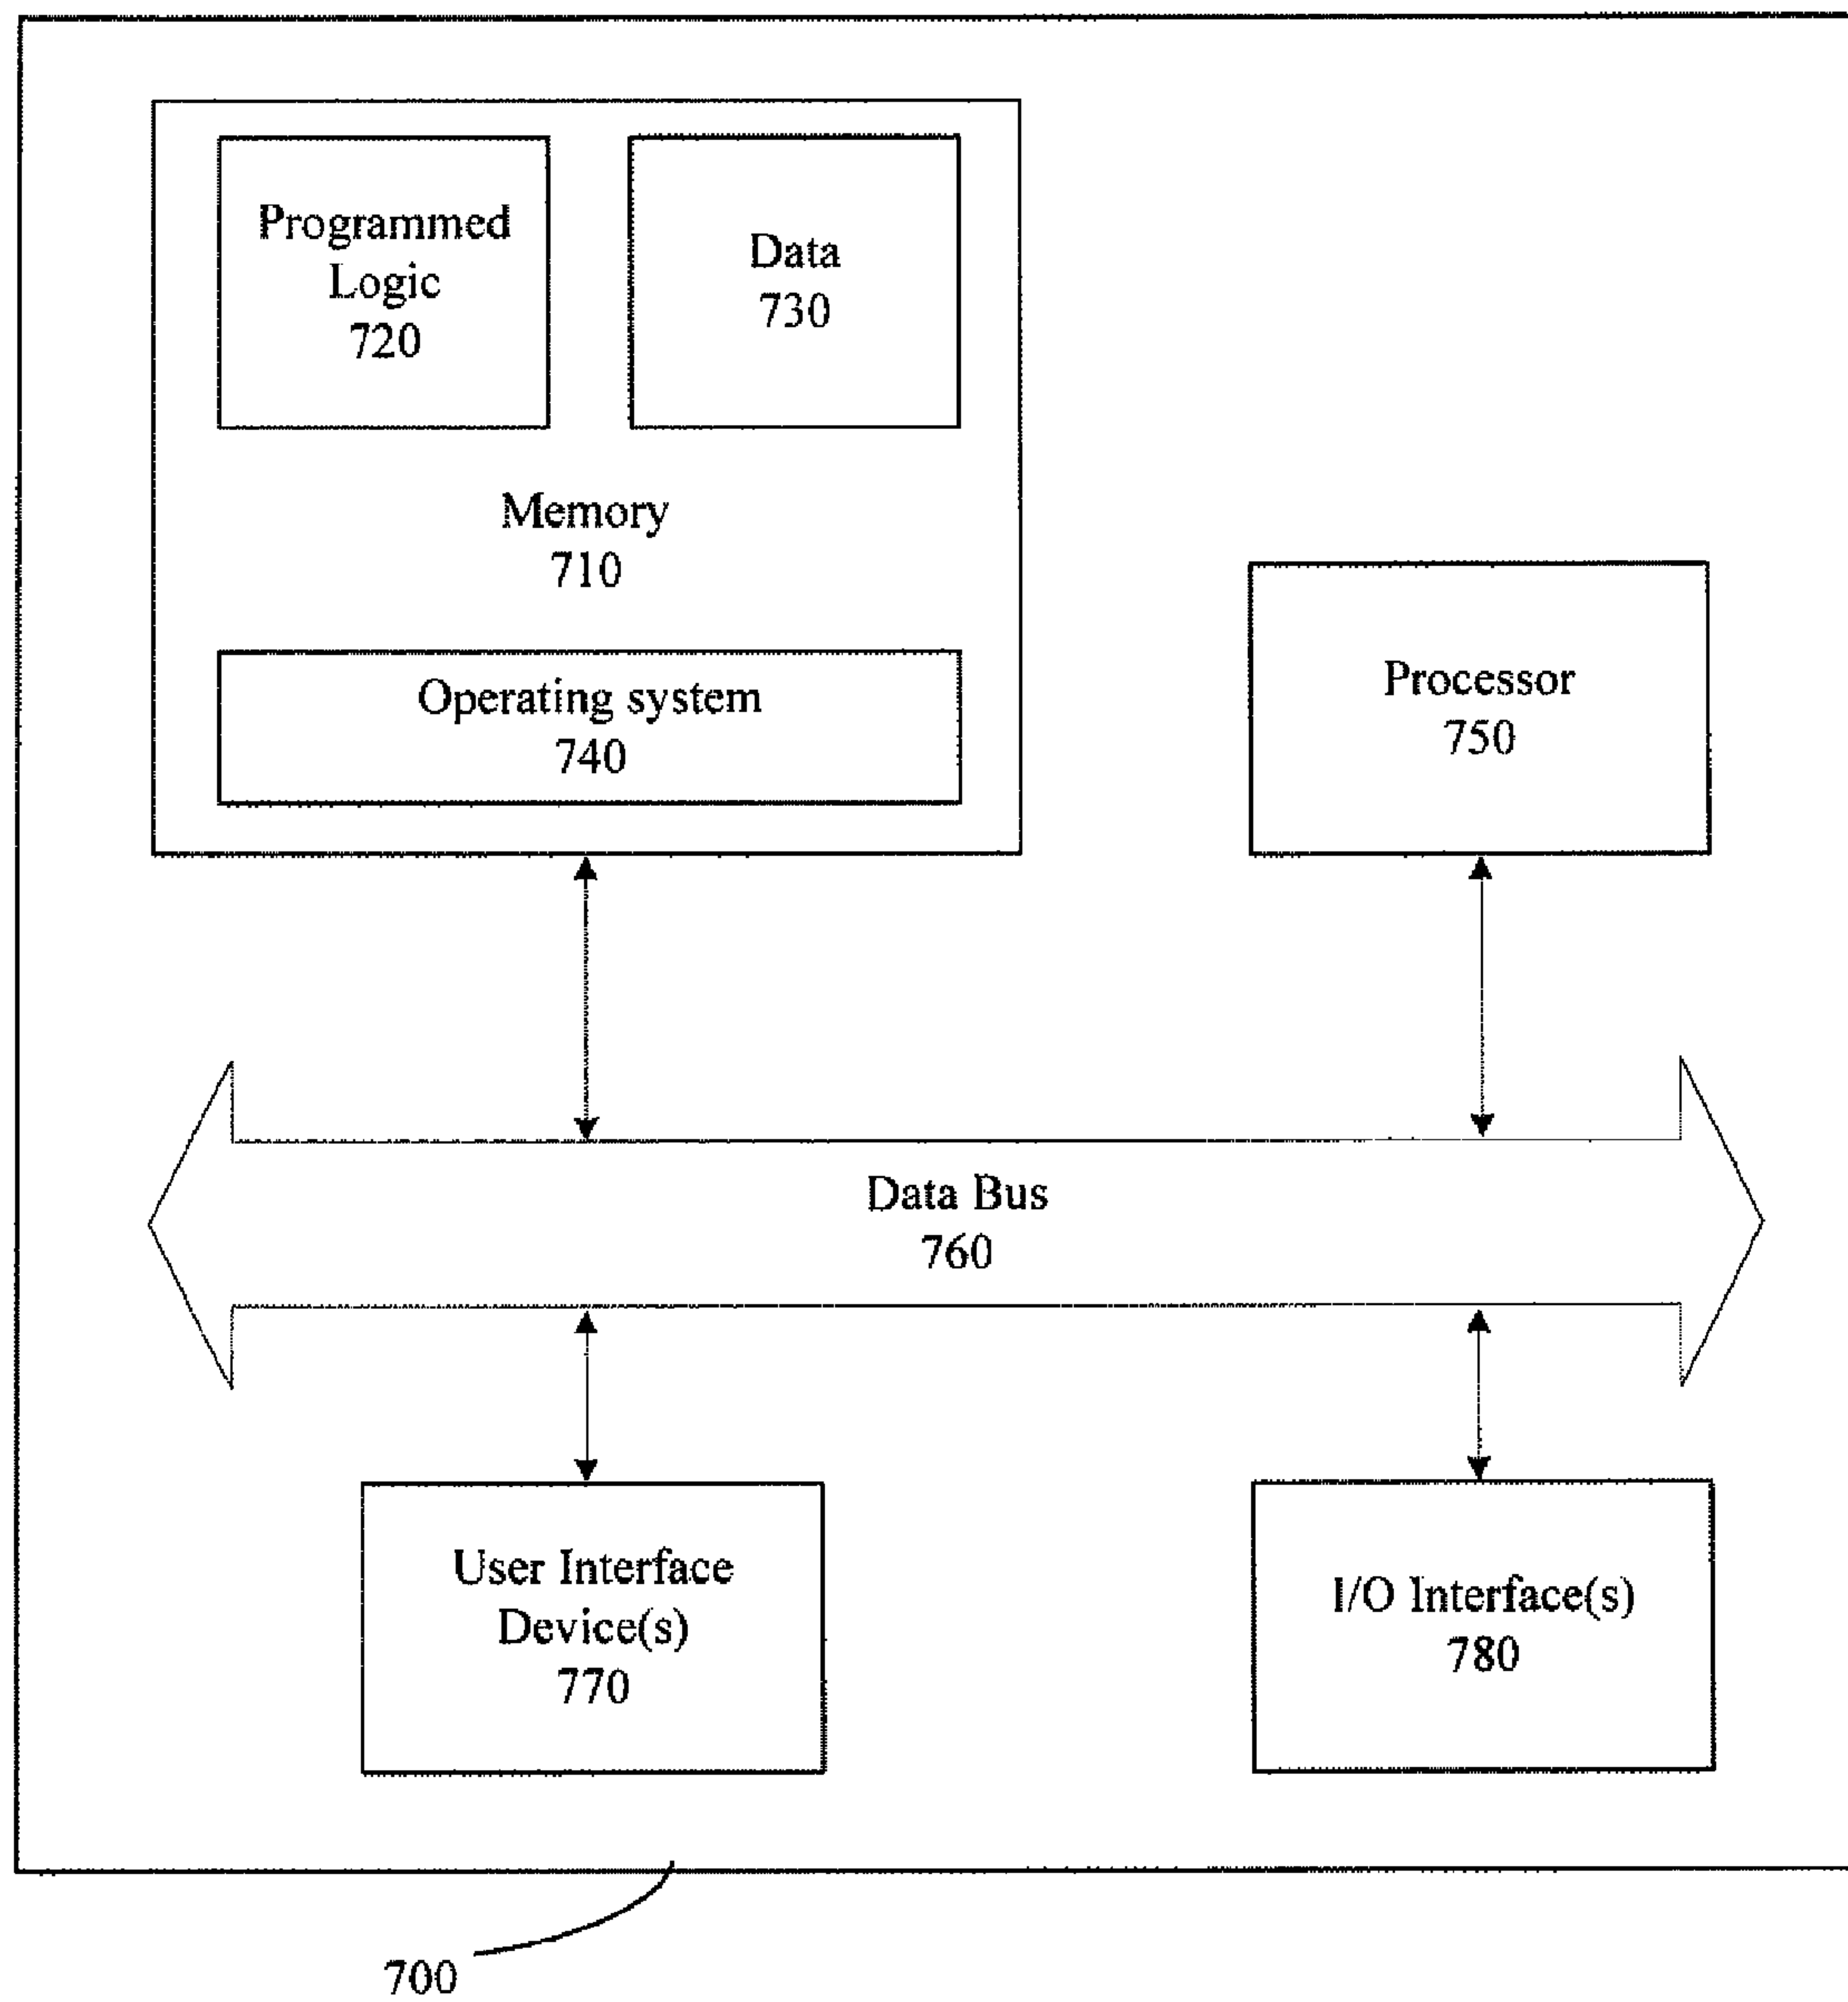 Programmed
Logic
720
Data
730
Memory
710
Operating system
740
Processor
750
Data Bus
760
User Interface
Device(s)
770
I/O Interface(s)
780
700